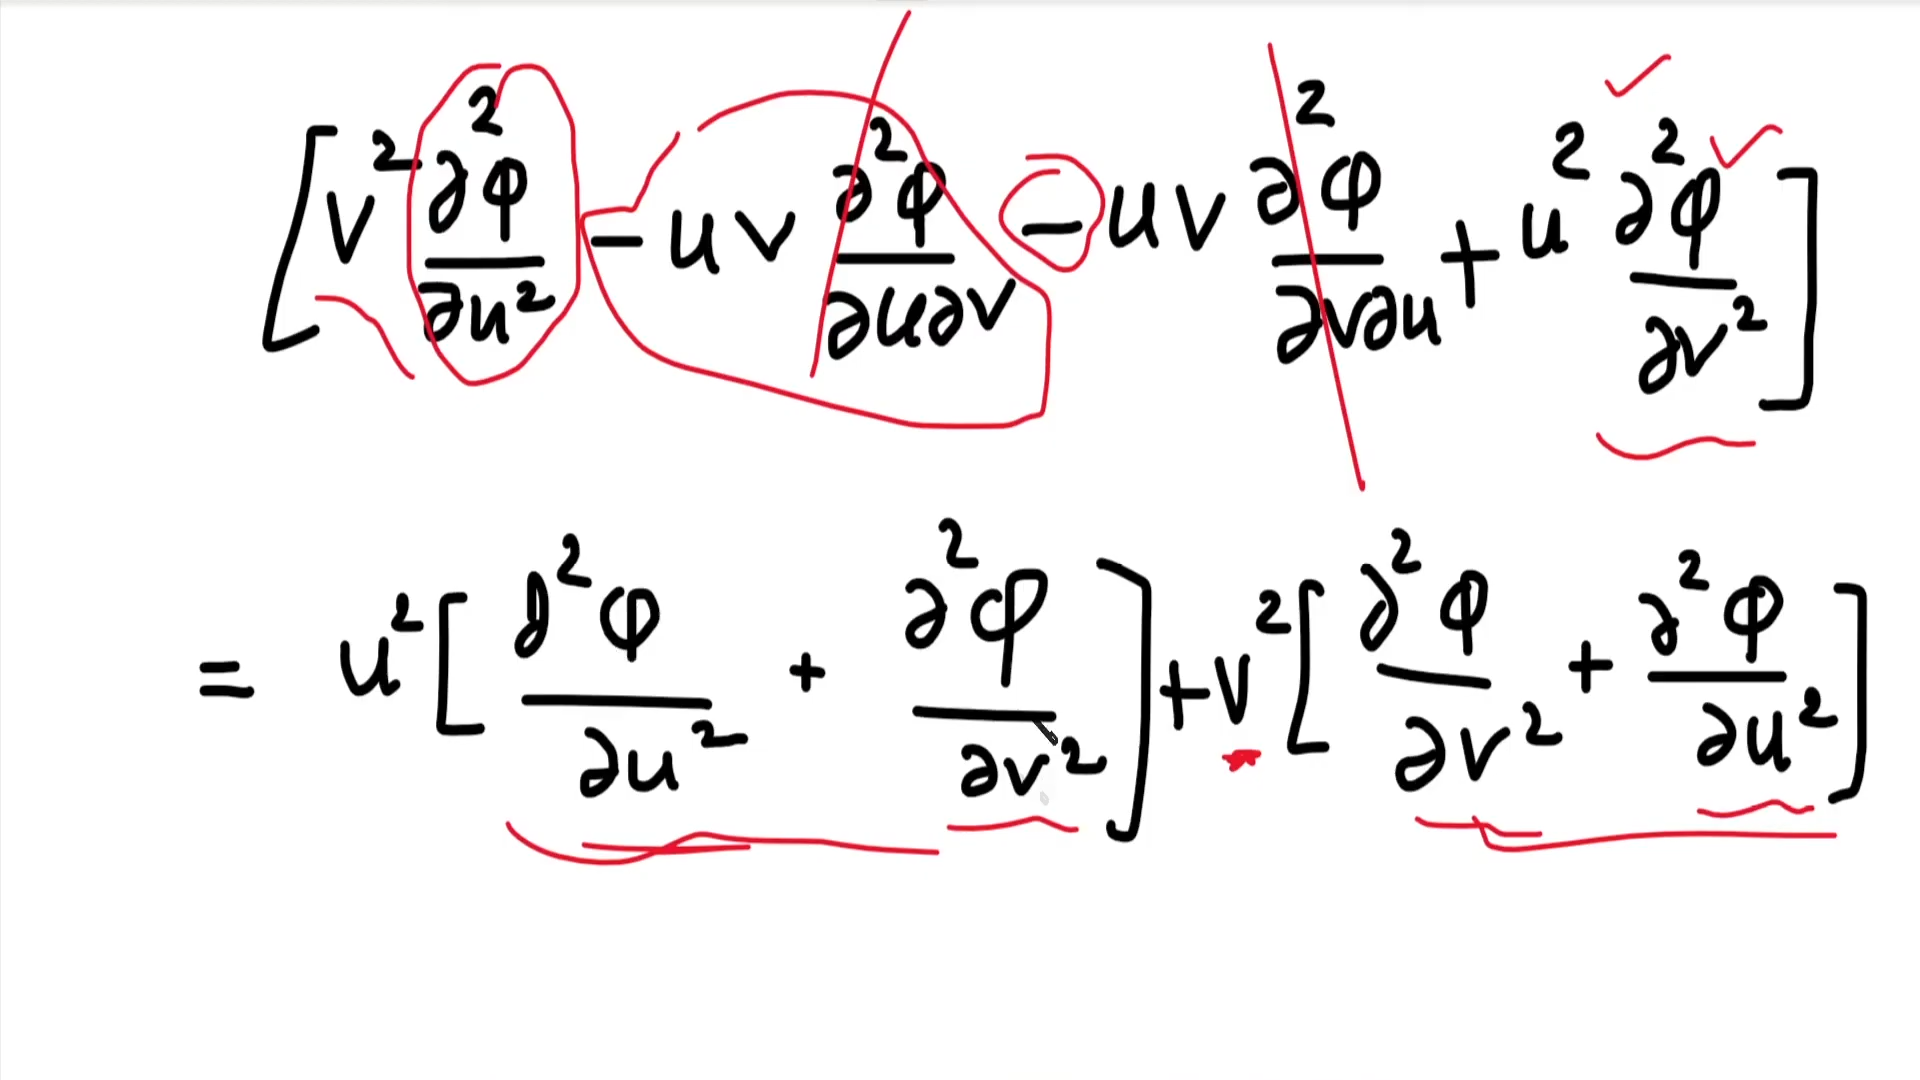 [v² ∂²φ/∂u² − uv ∂²φ/∂u∂v − uv ∂²φ/∂v∂u + u² ∂²φ/∂v²]
= u²[∂²φ/∂u² + ∂²φ/∂v²] + v²[∂²φ/∂v² + ∂²φ/∂u²]